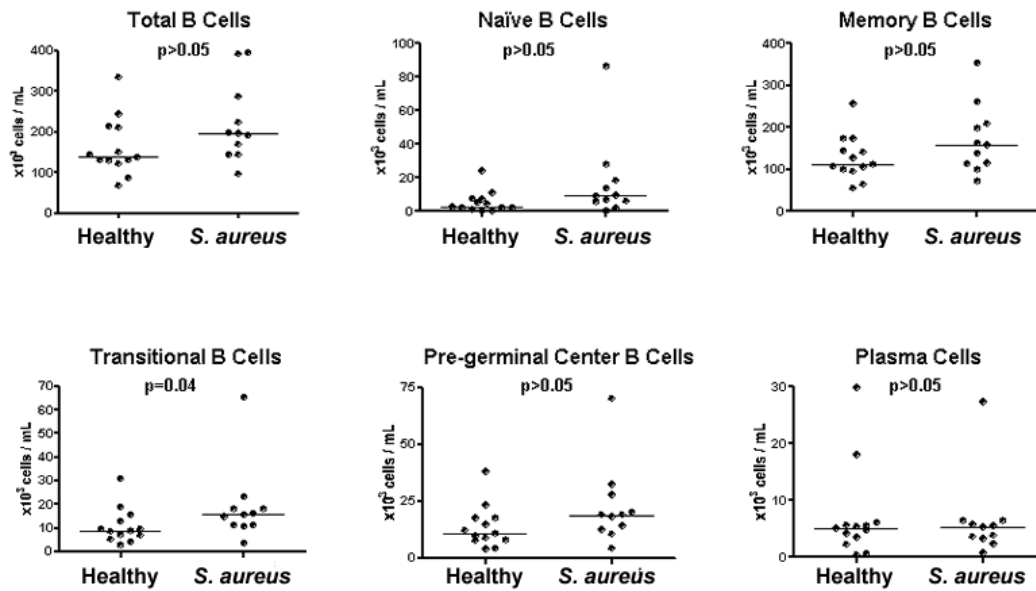 Total B Cells
p>0.05
400
300
200
100
0
x10³ cells / mL
Healthy S. aureus
Naïve B Cells
p>0.05
100
80
60
40
20
0
x10³ cells / mL
Healthy S. aureus
Memory B Cells
p>0.05
400
300
200
100
0
x10³ cells / mL
Healthy S. aureus
Transitional B Cells
p=0.04
70
60
50
40
30
20
10
0
x10³ cells / mL
Healthy S. aureus
Pre-germinal Center B Cells
p>0.05
75
50
25
0
x10³ cells / mL
Healthy S. aureus
Plasma Cells
p>0.05
30
20
10
0
x10³ cells / mL
Healthy S. aureus